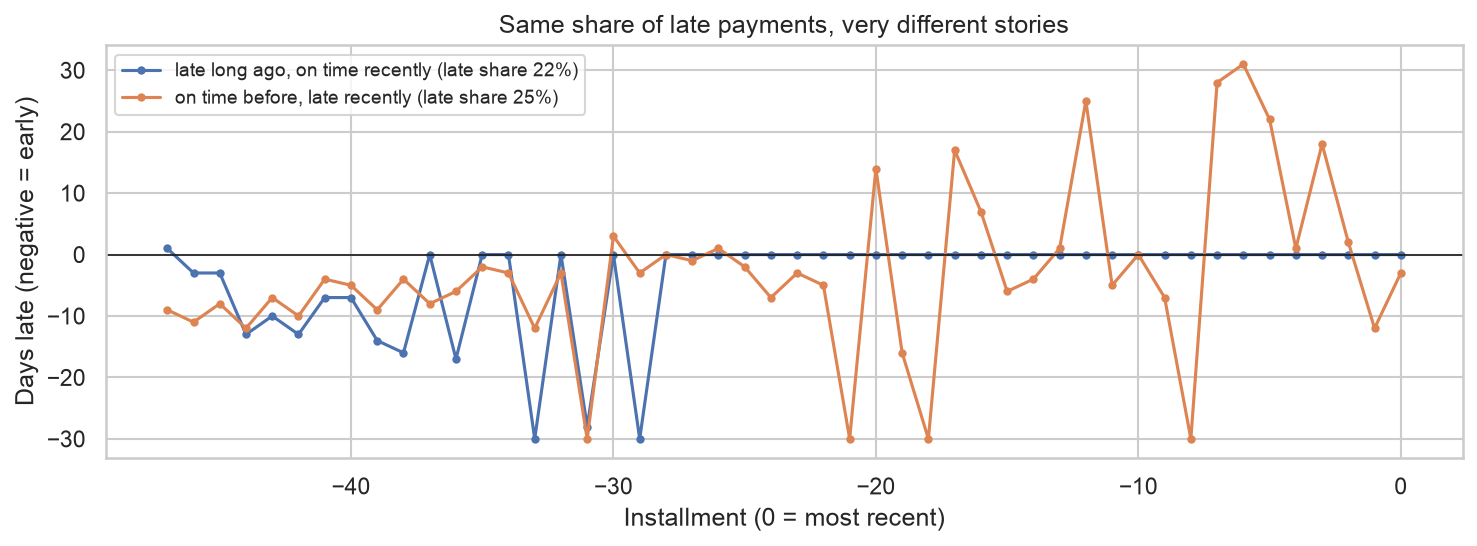 Same share of late payments, very different stories
late long ago, on time recently (late share 22%)
on time before, late recently (late share 25%)
Days late (negative = early)
30
20
10
0
−10
−20
−30
−40 −30 −20 −10 0
Installment (0 = most recent)